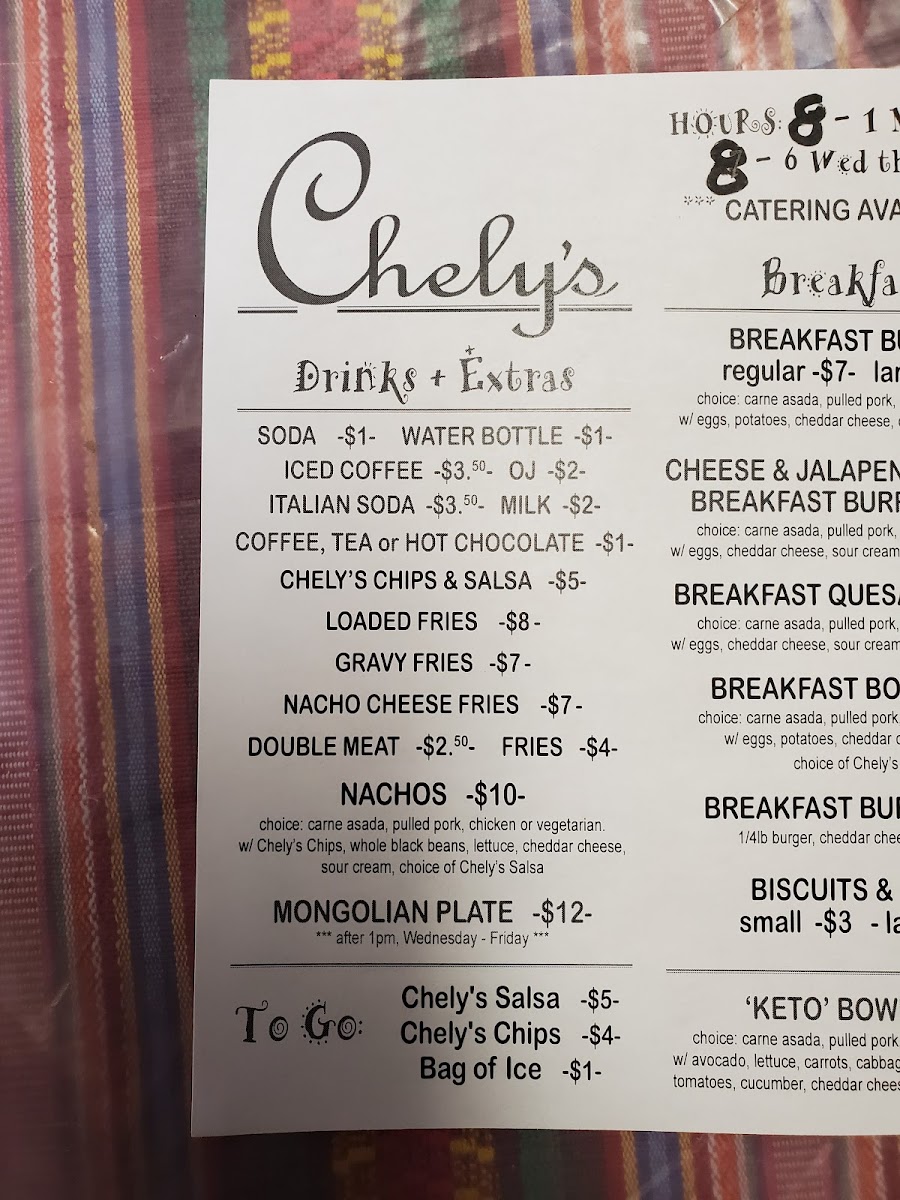 Chely's
Drinks + Extras
SODA -$1- WATER BOTTLE -$1-
ICED COFFEE -$3.50- OJ -$2-
ITALIAN SODA -$3.50- MILK -$2-
COFFEE, TEA or HOT CHOCOLATE -$1-
CHELY'S CHIPS & SALSA -$5-
LOADED FRIES -$8-
GRAVY FRIES -$7-
NACHO CHEESE FRIES -$7-
DOUBLE MEAT -$2.50- FRIES -$4-
NACHOS -$10-
choice: carne asada, pulled pork, chicken or vegetarian.
w/ Chely's Chips, whole black beans, lettuce, cheddar cheese,
sour cream, choice of Chely's Salsa
MONGOLIAN PLATE -$12-
*** after 1pm, Wednesday - Friday ***
To Go:
Chely's Salsa -$5-
Chely's Chips -$4-
Bag of Ice -$1-
HOURS: 8 - 1
8 - 6 Wed th
*** CATERING AVA
Breakfa
BREAKFAST BU
regular -$7- lar
choice: carne asada, pulled pork,
w/ eggs, potatoes, cheddar cheese,
CHEESE & JALAPEN
BREAKFAST BURR
choice: carne asada, pulled pork,
w/ eggs, cheddar cheese, sour cream
BREAKFAST QUESA
choice: carne asada, pulled pork,
w/ eggs, cheddar cheese, sour cream
BREAKFAST BO
choice: carne asada, pulled pork
w/ eggs, potatoes, cheddar c
choice of Chely's
BREAKFAST BUR
1/4lb burger, cheddar chee
BISCUITS &
small -$3 - la
'KETO' BOW
choice: carne asada, pulled pork
w/ avocado, lettuce, carrots, cabbag
tomatoes, cucumber, cheddar chees